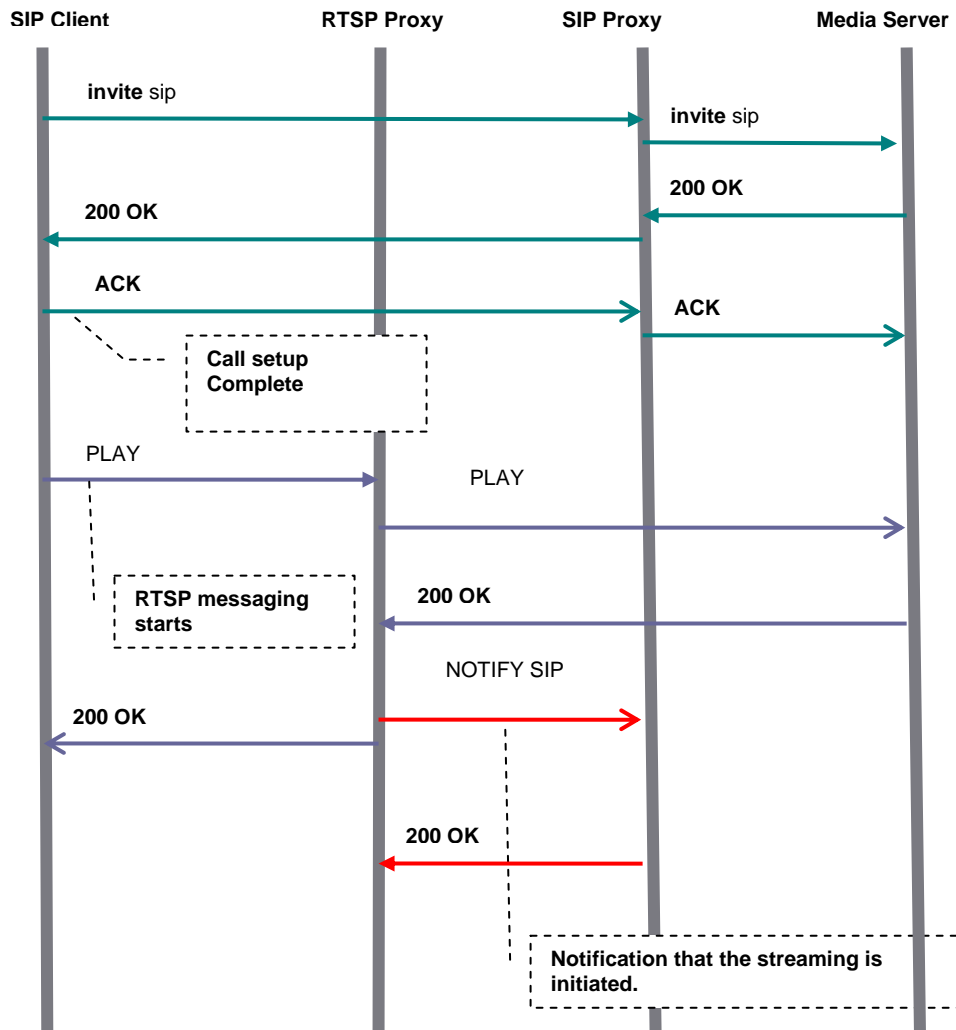 SIP Client
RTSP Proxy
SIP Proxy
Media Server
invite sip
invite sip
200 OK
200 OK
ACK
ACK
Call setup
Complete
PLAY
PLAY
RTSP messaging
starts
200 OK
NOTIFY SIP
200 OK
200 OK
Notification that the streaming is
initiated.